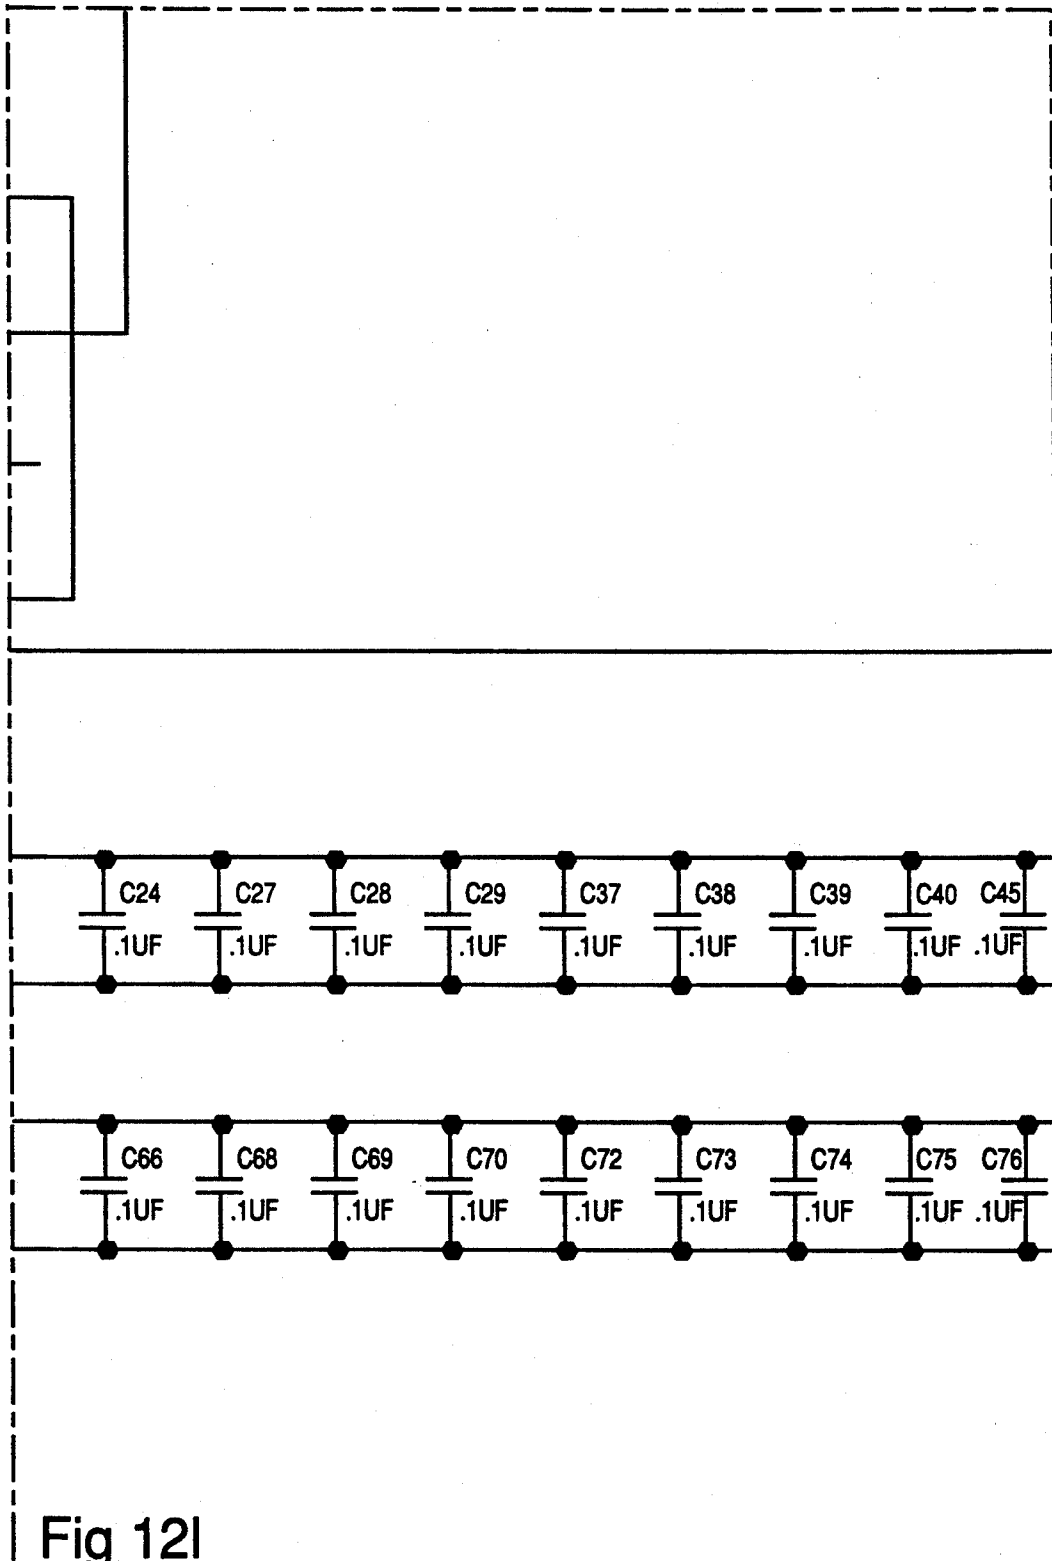 C24 C27 C28 C29 C37 C38 C39 C40 C45
.1UF .1UF .1UF .1UF .1UF .1UF .1UF .1UF .1UF
C66 C68 C69 C70 C72 C73 C74 C75 C76
.1UF .1UF .1UF .1UF .1UF .1UF .1UF .1UF .1UF
Fig 12I